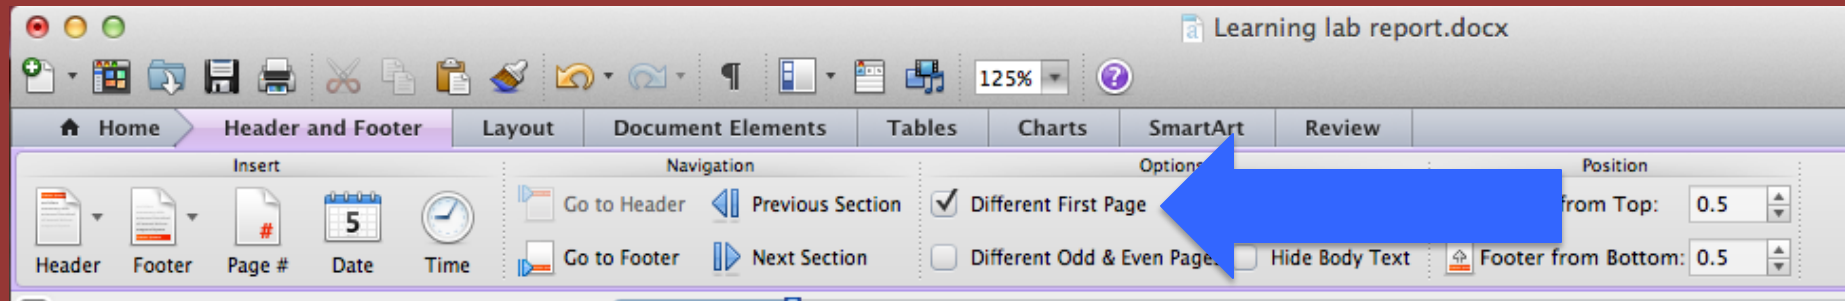 Learning lab report.docx
125%
Home Header and Footer Layout Document Elements Tables Charts SmartArt Review
Insert Navigation Position
Go to Header Previous Section Different First Page from Top: 0.5
5
#
Header Footer Page # Date Time Go to Footer Next Section Different Odd & Even Hide Body Text Footer from Bottom: 0.5